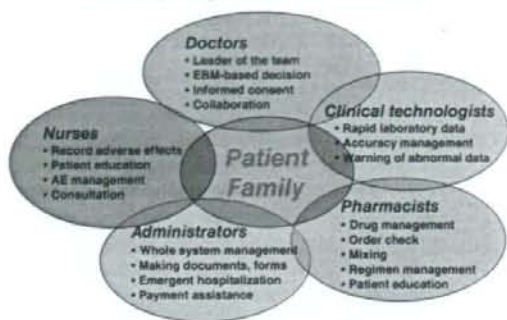 Doctors
• Leader of the team
• EBM-based decision
• Informed consent
• Collaboration
Clinical technologists
• Rapid laboratory data
• Accuracy management
• Warning of abnormal data
Nurses
• Record adverse effects
• Patient education
• AE management
• Consultation
Patient
Family
Pharmacists
• Drug management
• Order check
• Mixing
• Regimen management
• Patient education
Administrators
• Whole system management
• Making documents, forms
• Emergent hospitalization
• Payment assistance